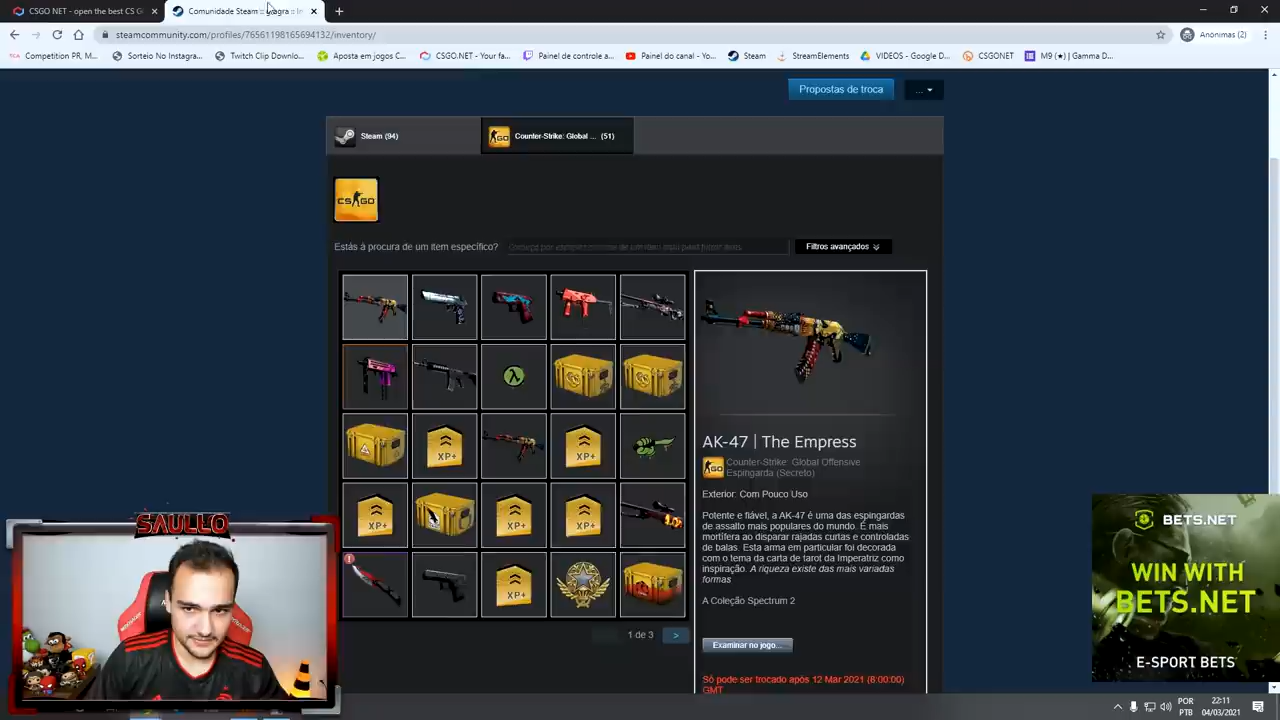 CSGO NET - open the best CS G
Comunidade Steam
steamcommunity.com/profiles/76561198165694132/inventory/
Anónimas (2)
Competition PR, M...
Sorteio No Instagra...
Twitch Clip Downlo...
Aposta em jogos C...
CSGO.NET - Your fa...
Painel de controle a...
Painel do canal - Yo...
Steam
StreamElements
VIDEOS - Google D...
CSGONET
M9 (★) | Gamma D...
Propostas de troca
...
Steam (94)
Counter-Strike: Global ... (51)
CS GO
Estás à procura de um item específico?
Filtros avançados
XP+
XP+
XP+
XP+
XP+
XP+
1 de 3
>
AK-47 | The Empress
Counter-Strike: Global Offensive
Espingarda (Secreto)
Exterior: Com Pouco Uso
Potente e fiável, a AK-47 é uma das espingardas
de assalto mais populares do mundo. É mais
mortífera ao disparar rajadas curtas e controladas
de balas. Esta arma em particular foi decorada
com o tema da carta de tarot da Imperatriz como
inspiração. A riqueza existe das mais variadas
formas
A Coleção Spectrum 2
Examinar no jogo...
Só pode ser trocado após 12 Mar 2021 (8:00:00)
GMT
SAULLO
BETS.NET
WIN WITH
BETS.NET
E-SPORT BETS
POR
PTB
22:11
04/03/2021